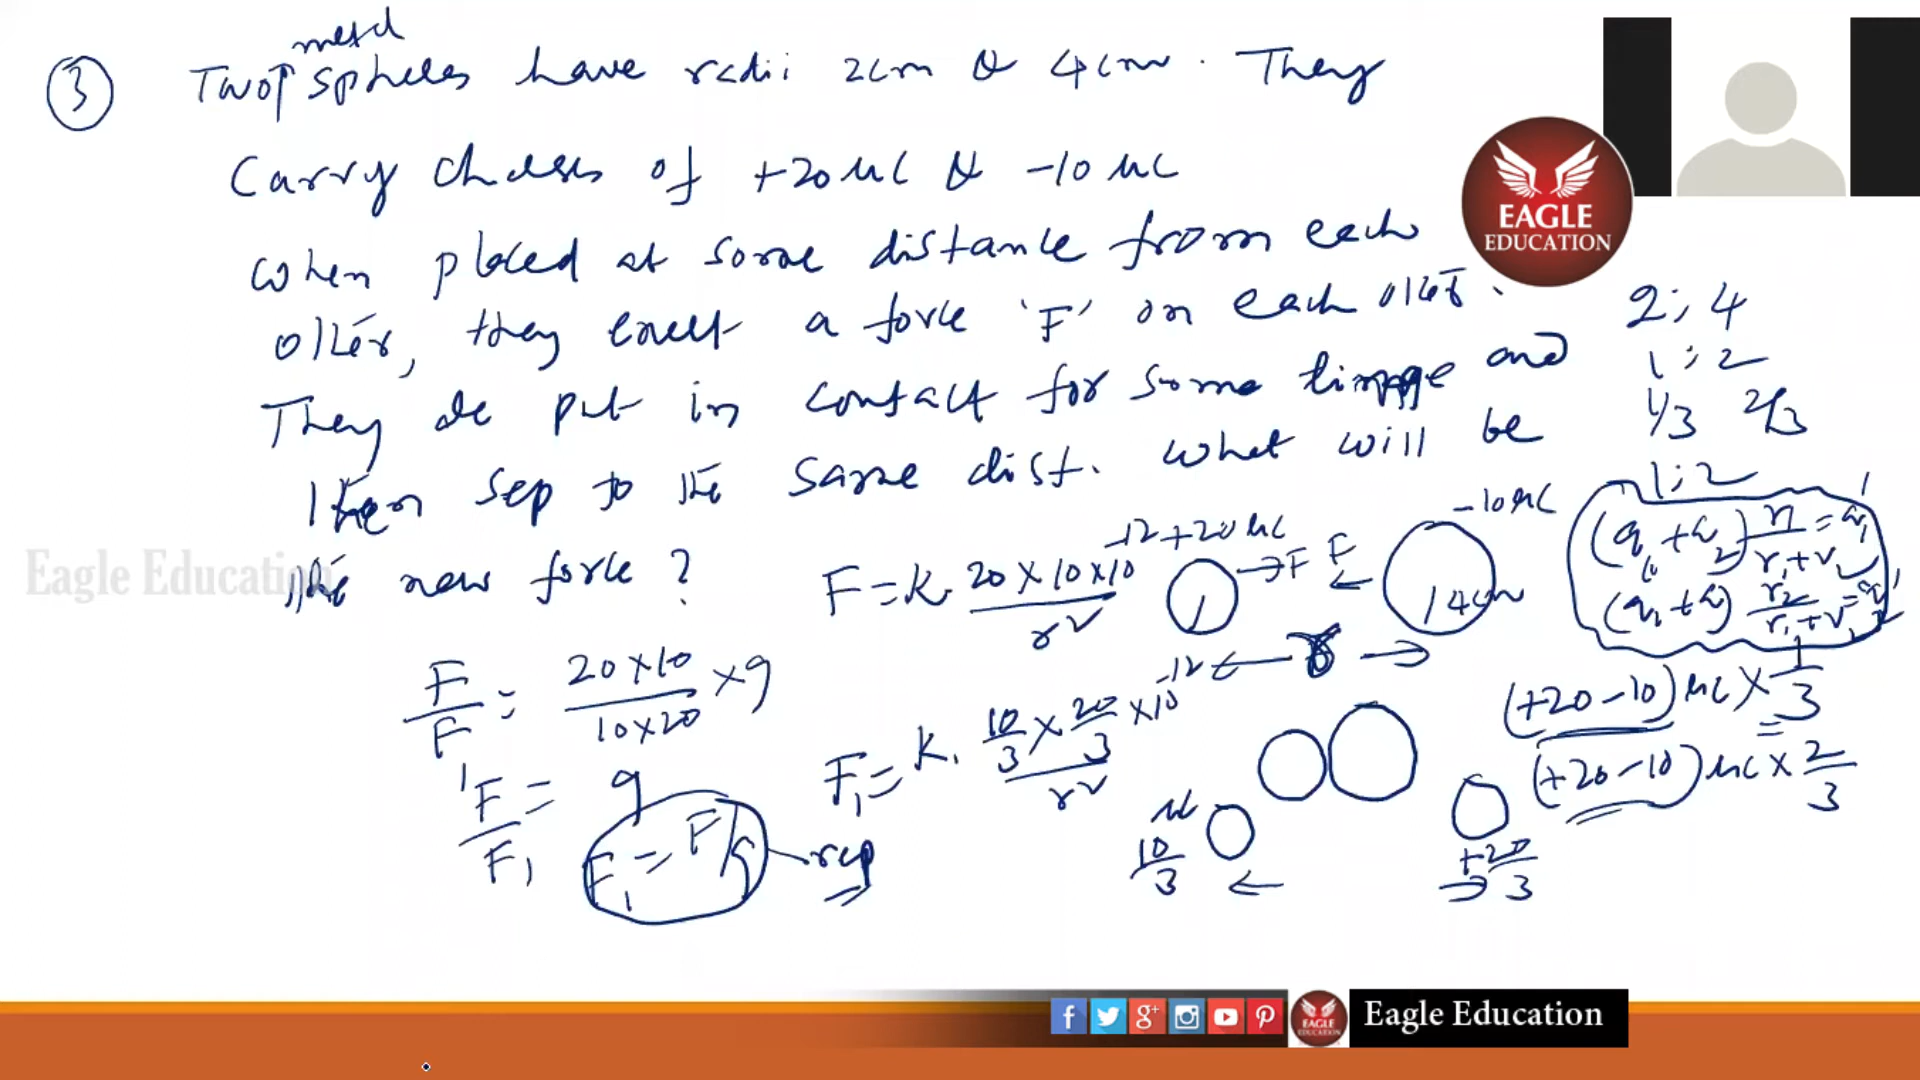 3 Two metal spheres have radii 2cm & 4cm. They
Carry charges of +20μC & -10μC
When placed at some distance from each
other, they exert a force 'F' on each other.
They are put in contact for some time and
then sep to the same dist. What will be
the new force?
EAGLE
EDUCATION
Eagle Education
2 : 4
1 : 2
1/3 2/3
1 : 2
(q1 + q2) r1/(r1+r2) = q1'
(q1 + q2) r2/(r1+r2) = q2'
(+20-10) μC × 1/3 =
(+20-10) μC × 2/3
F = K. 20×10×10^-12 / r²
+20μC
F F
-10μC
4cm
r
F/F1 = 20×10/10×20 ×9
F1 = K. 10/3 × 20/3 ×10^-12 / r²
F/F1 = 9
F1 = F/9 rep
μC
10/3
+20/3
EAGLE
EDUCATION
Eagle Education